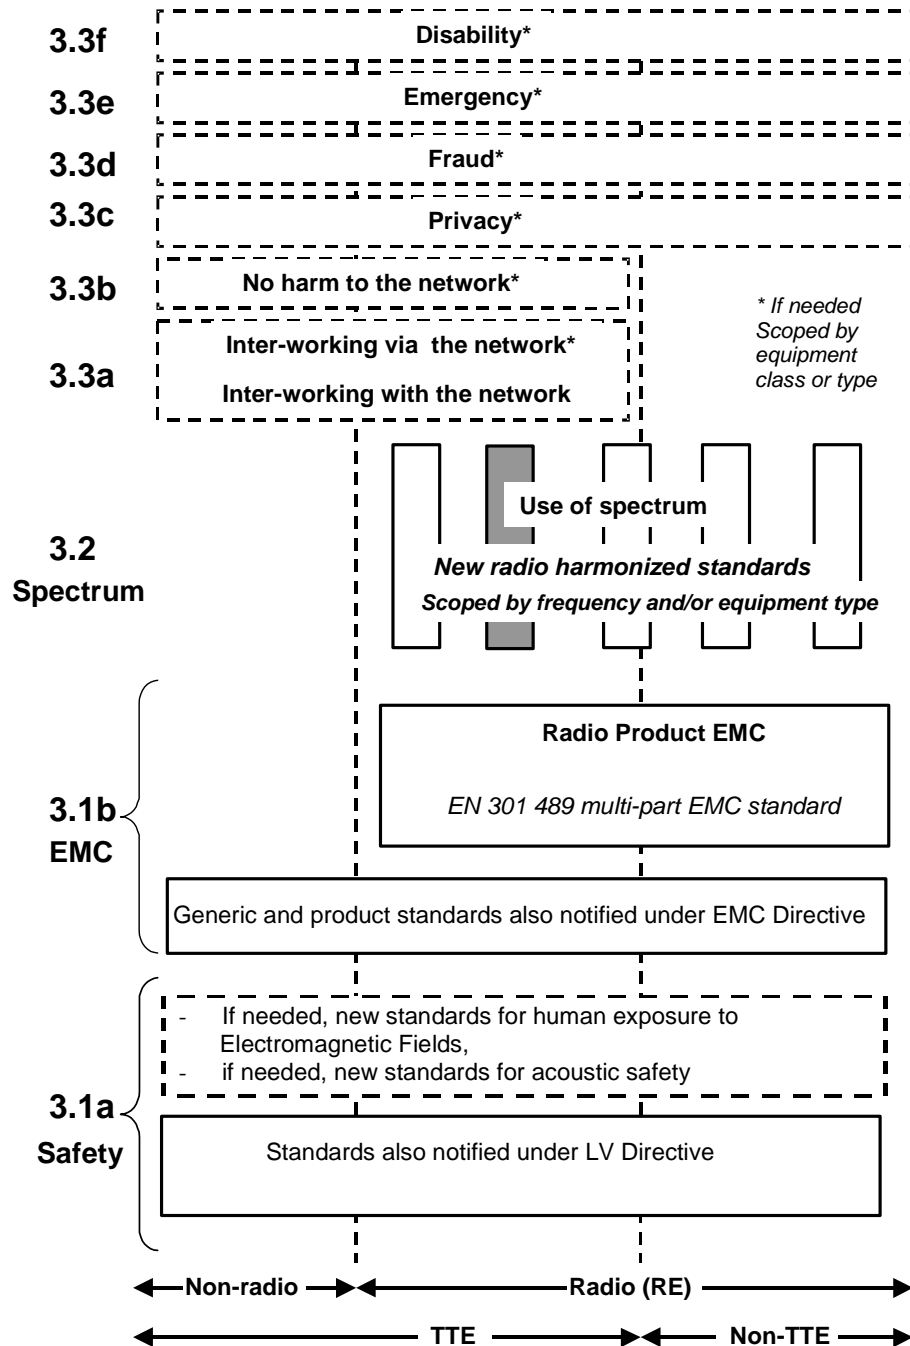 3.3f
Disability*
3.3e
Emergency*
3.3d
Fraud*
3.3c
Privacy*
3.3b
No harm to the network*
* If needed
Scoped by
equipment
class or type
3.3a
Inter-working via the network*
Inter-working with the network
3.2
Spectrum
Use of spectrum
New radio harmonized standards
Scoped by frequency and/or equipment type
3.1b
EMC
Radio Product EMC
EN 301 489 multi-part EMC standard
Generic and product standards also notified under EMC Directive
3.1a
Safety
- If needed, new standards for human exposure to
Electromagnetic Fields,
- if needed, new standards for acoustic safety
Standards also notified under LV Directive
Non-radio
Radio (RE)
TTE
Non-TTE